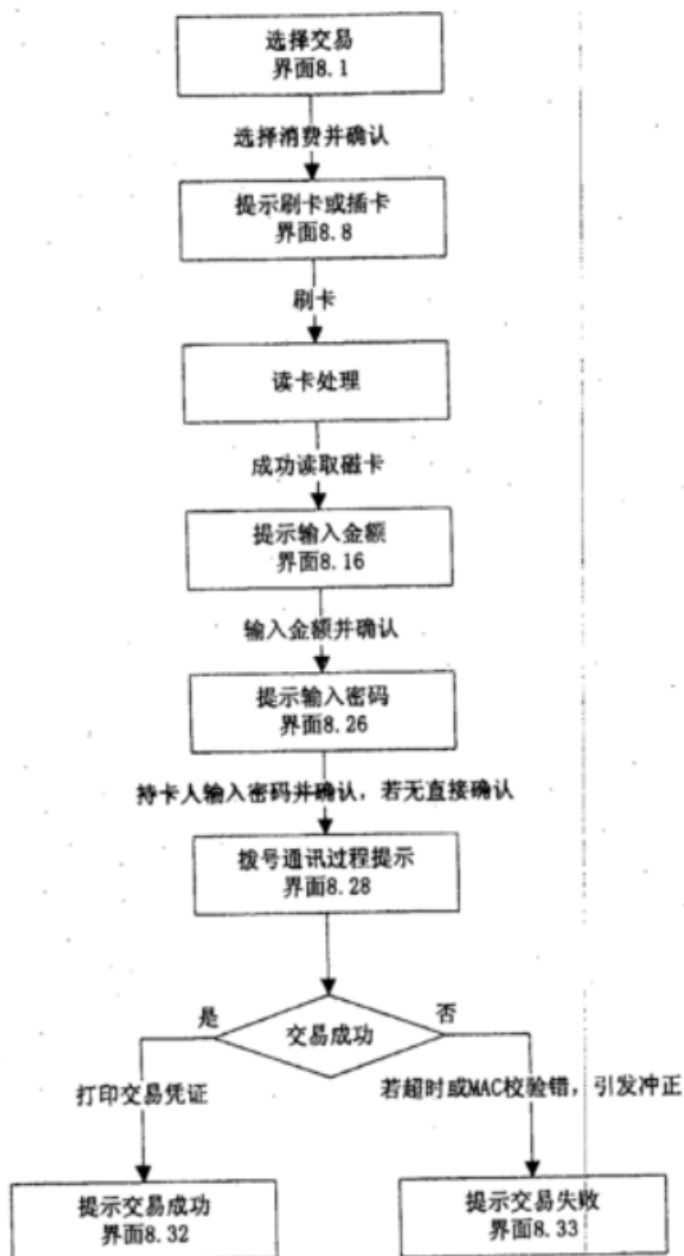 选择交易
界面8.1
选择消费并确认
提示刷卡或插卡
界面8.8
刷卡
读卡处理
成功读取磁卡
提示输入金额
界面8.16
输入金额并确认
提示输入密码
界面8.26
持卡人输入密码并确认，若无直接确认
拨号通讯过程提示
界面8.28
是
交易成功
否
打印交易凭证
若超时或MAC校验错，引发冲正
提示交易成功
界面8.32
提示交易失败
界面8.33